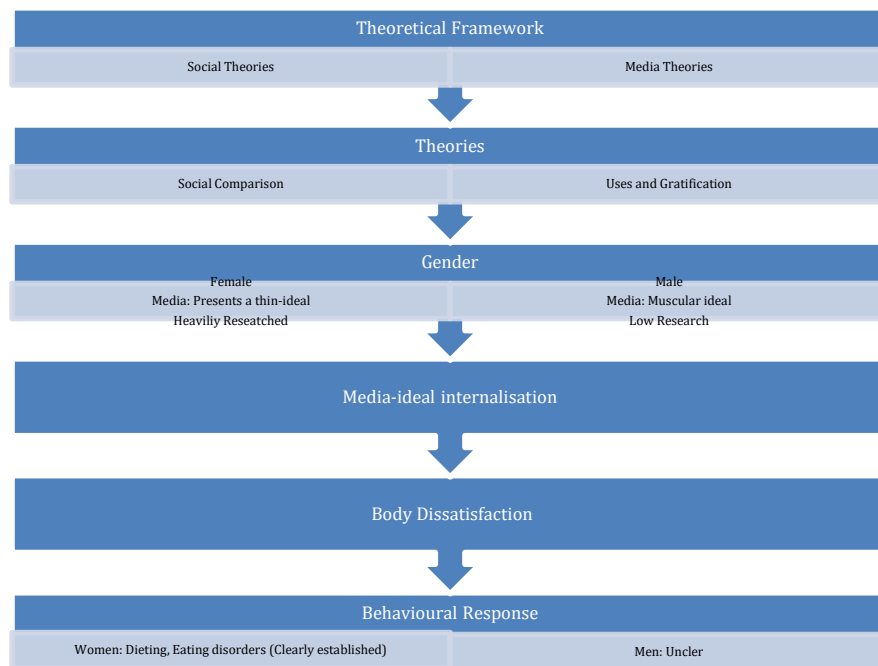 Theoretical Framework
Social Theories
Media Theories
Theories
Social Comparison
Uses and Gratification
Gender
Female
Media: Presents a thin-ideal
Heaviliy Reseatched
Male
Media: Muscular ideal
Low Research
Media-ideal internalisation
Body Dissatisfaction
Behavioural Response
Women: Dieting, Eating disorders (Clearly established)
Men: Uncler